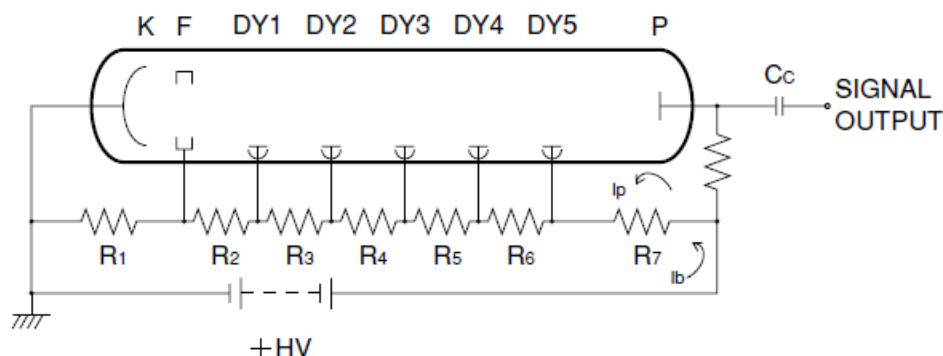 K F DY1 DY2 DY3 DY4 DY5 P
CC
SIGNAL
OUTPUT
Ip
R1 R2 R3 R4 R5 R6 R7
Ib
+HV